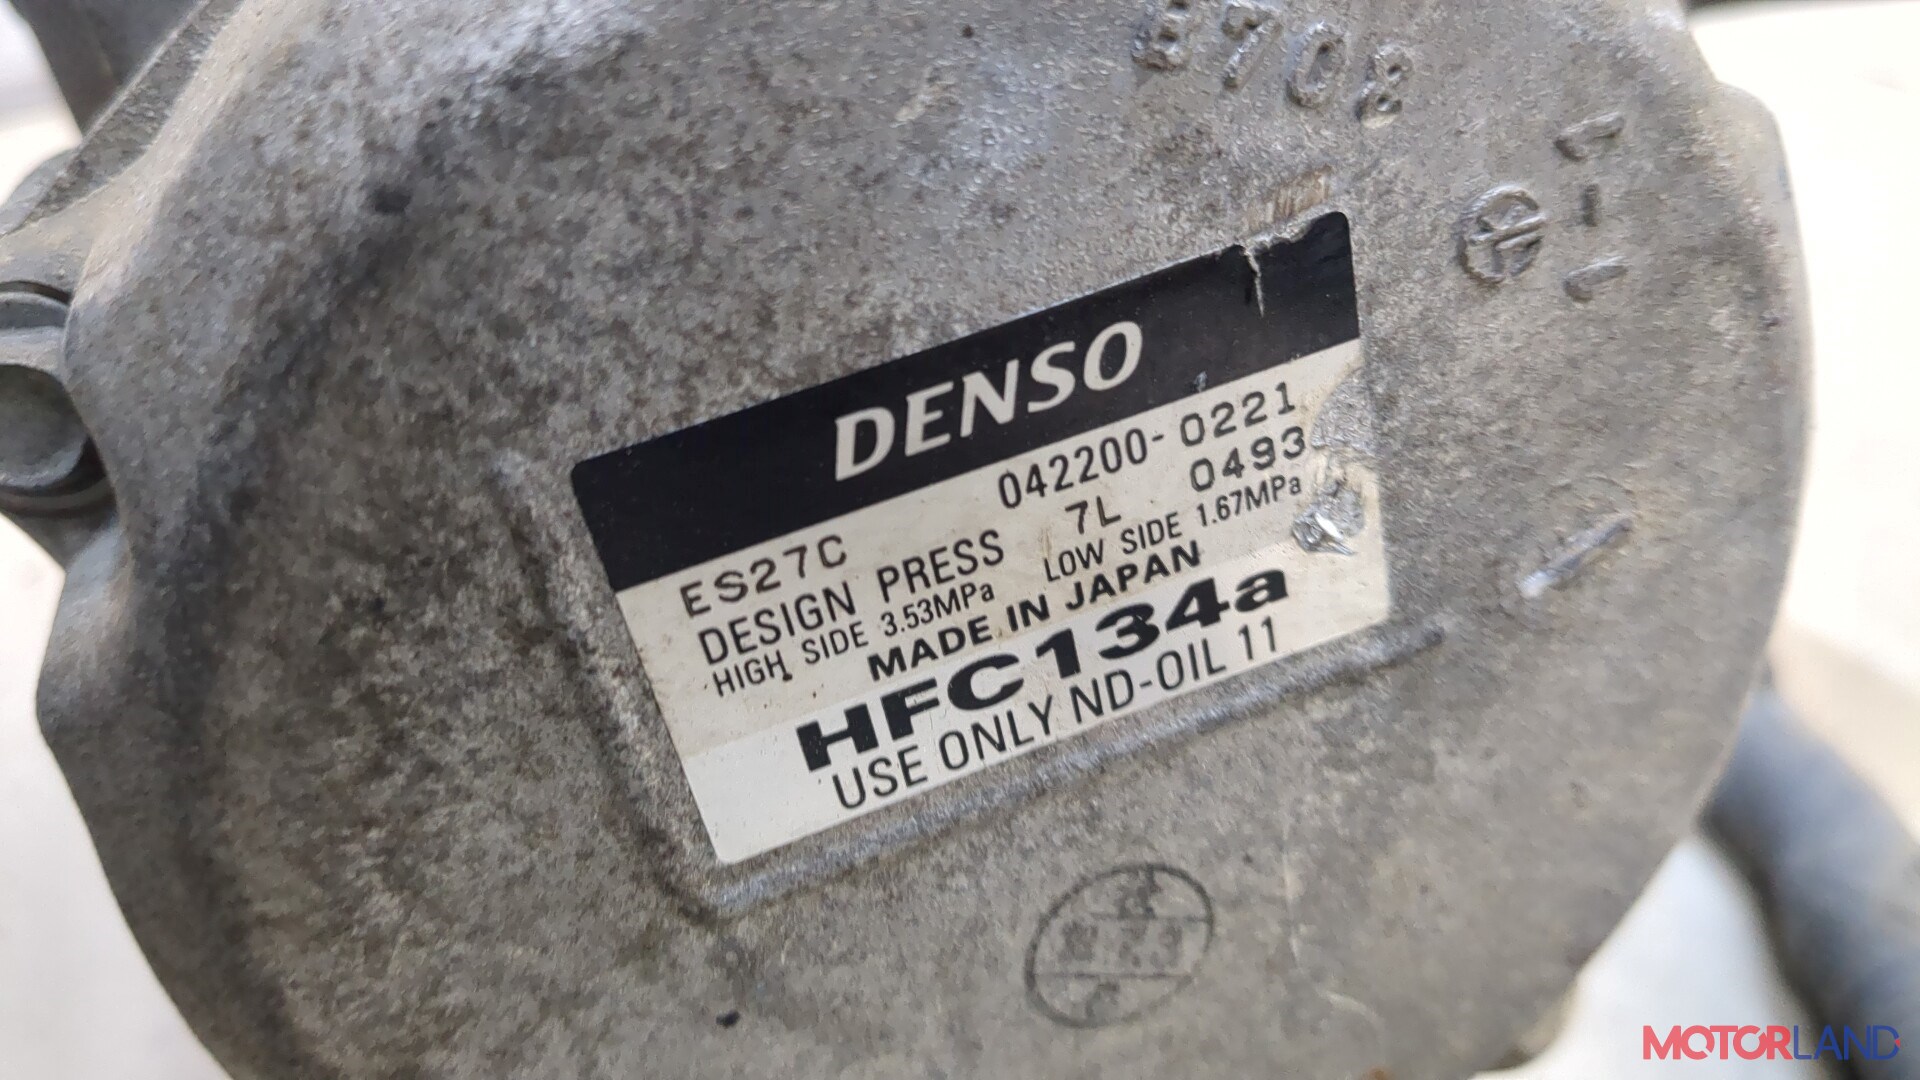 8708
DENSO
042200-0221
ES27C 7L 0493
DESIGN PRESS
HIGH SIDE 3.53MPa LOW SIDE 1.67MPa
MADE IN JAPAN
HFC134a
USE ONLY ND-OIL 11
MOTORLAND